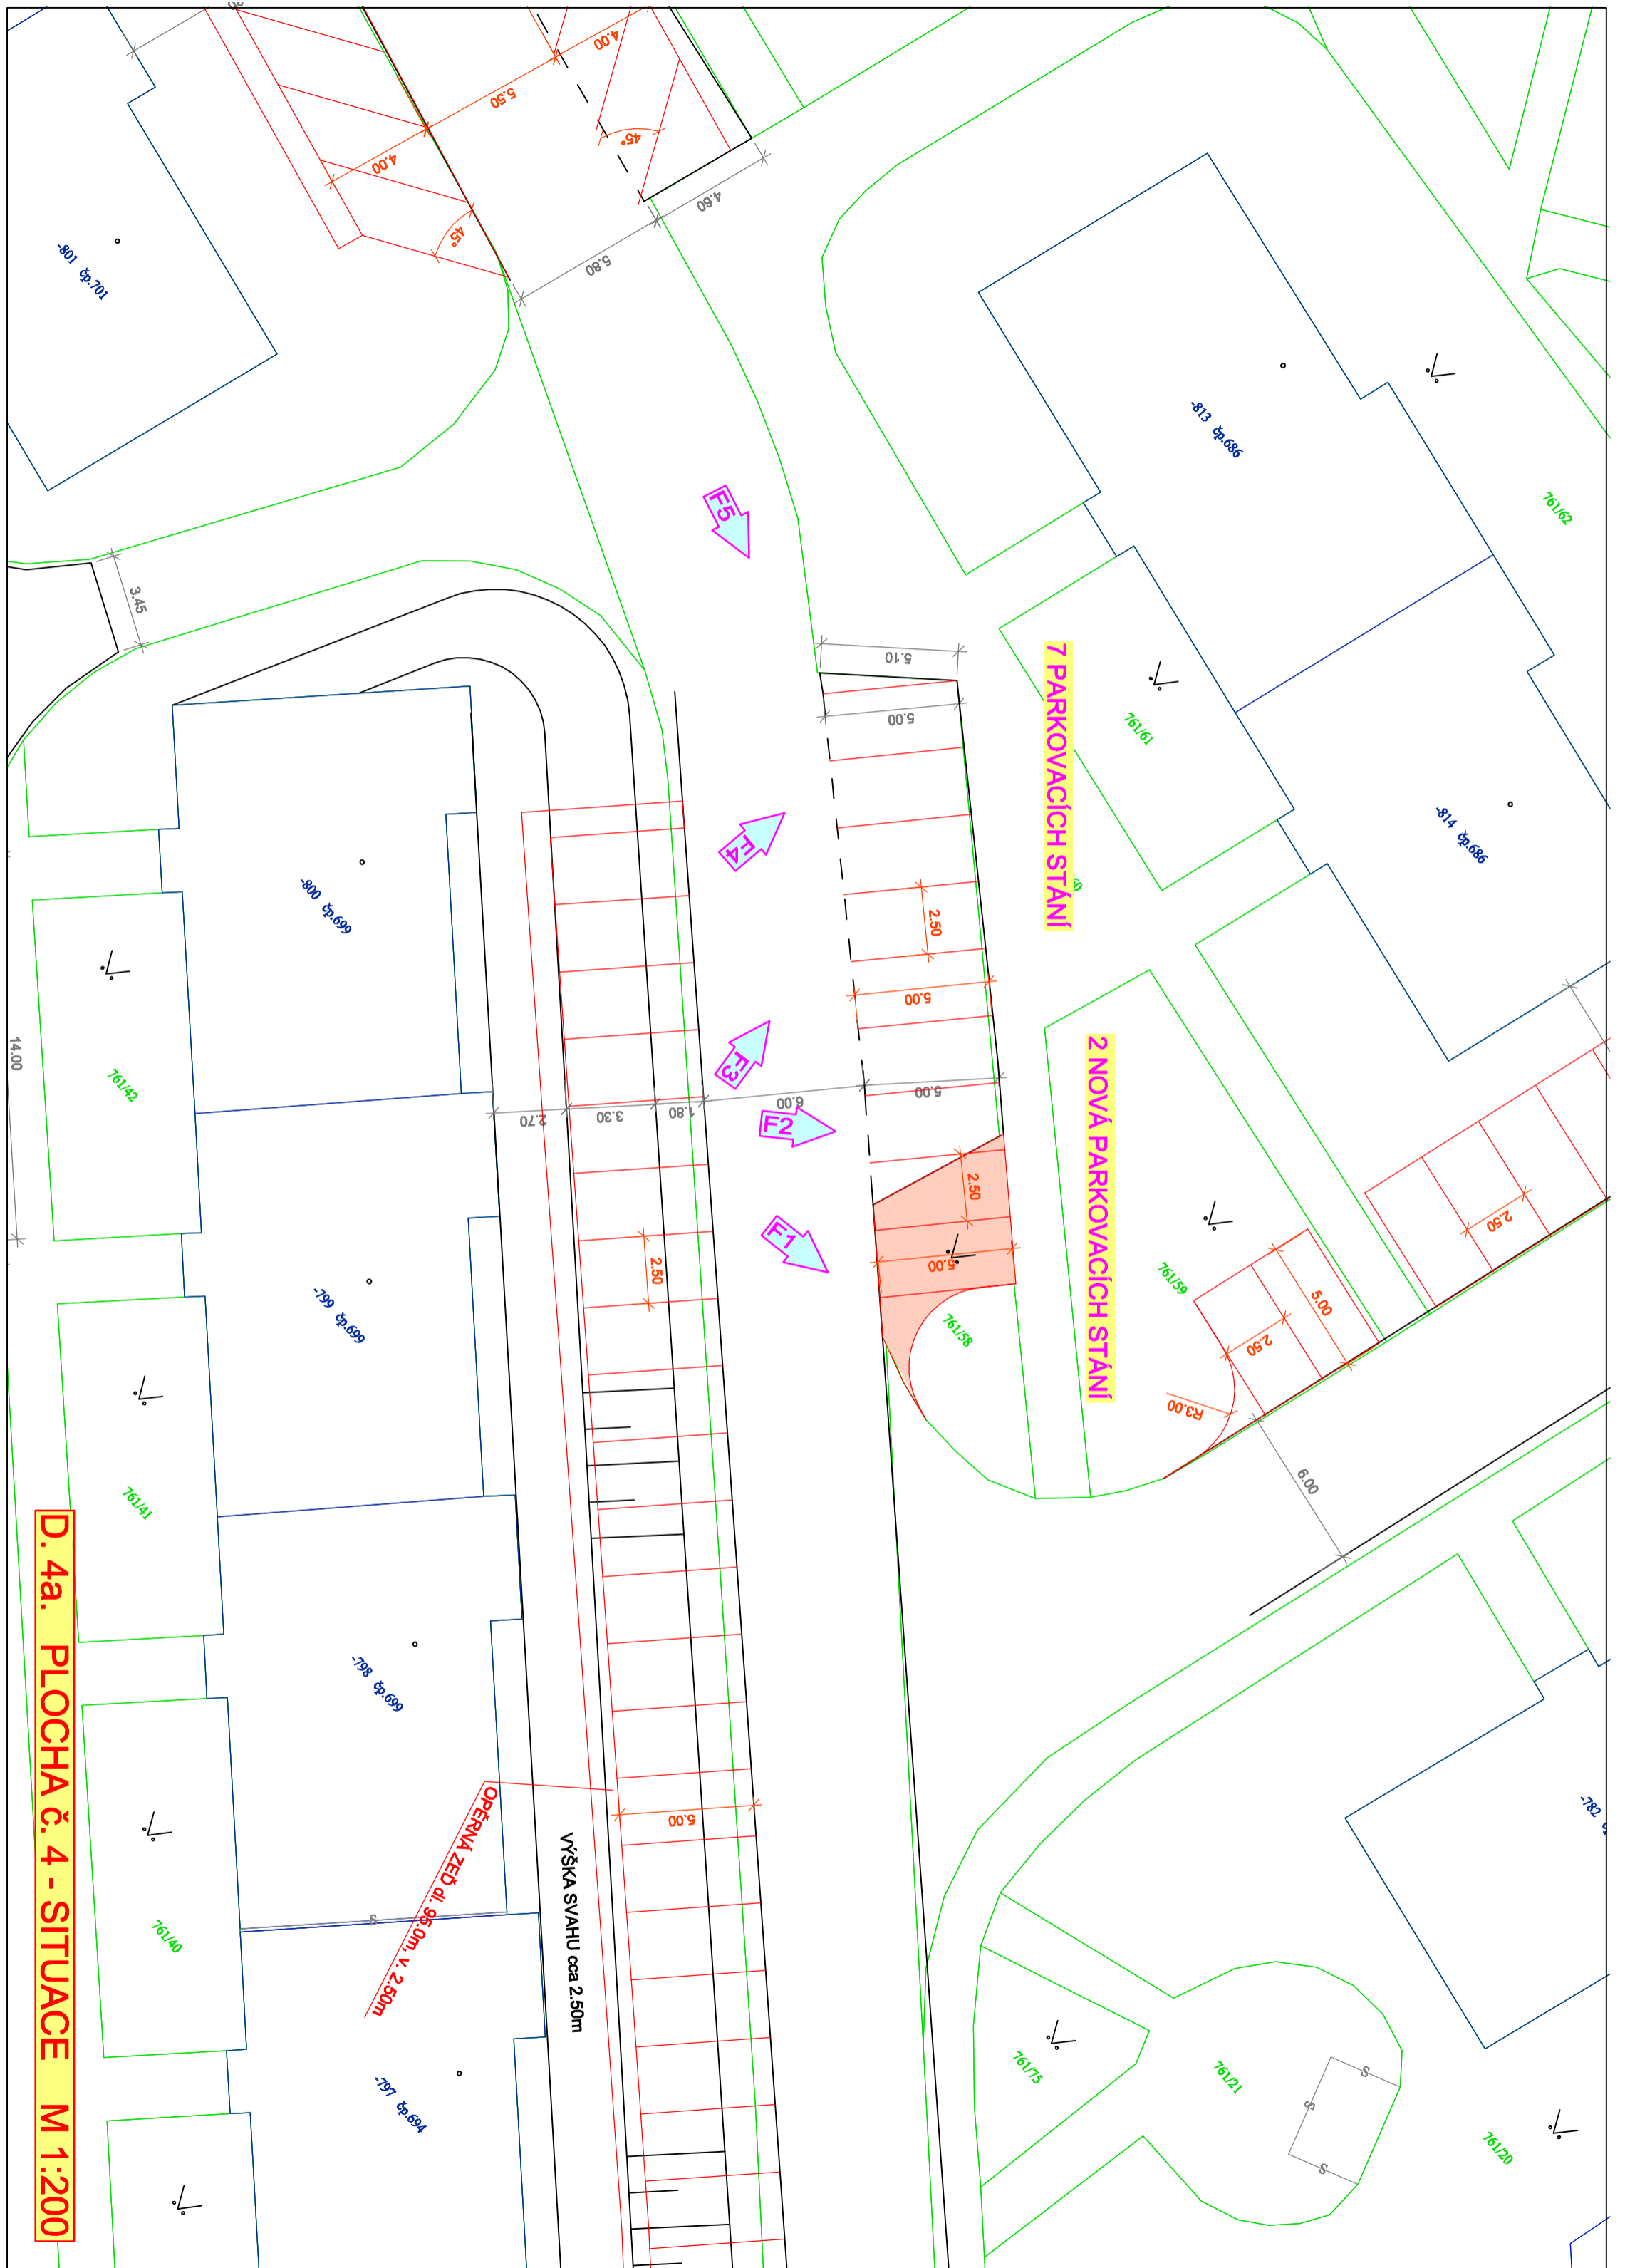 4.00
5.50
4.00
45°
45°
4.60
5.80
-801 čp.701
-813 čp.686
761/62
F5
3.45
5.10
5.00
7 PARKOVACÍCH STÁNÍ
761/61
-814 čp.686
F4
-800 čp.699
2.50
5.00
14.00
761/42
2.70
3.30
1.80
6.00
5.00
F3
F2
F1
2 NOVÁ PARKOVACÍCH STÁNÍ
2.50
5.00
761/58
761/59
2.50
5.00
2.50
R3.00
6.00
2.50
-799 čp.699
761/41
-798 čp.699
5.00
OPĚRNÁ ZEĎ dl. 95.0m, v. 2.50m
VÝŠKA SVAHU cca 2.50m
-782
761/40
s
-797 čp.694
761/75
761/21
s
s
s
761/20
D. 4a. PLOCHA č. 4 - SITUACE M 1:200